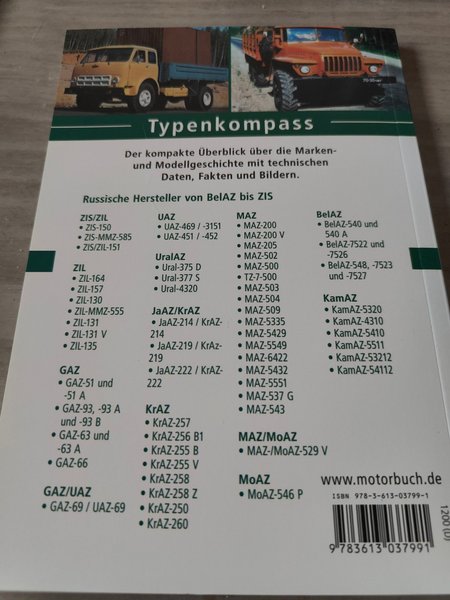 Typenkompass
Der kompakte Überblick über die Marken-
und Modellgeschichte mit technischen
Daten, Fakten und Bildern.
Russische Hersteller von BelAZ bis ZIS
ZIS/ZIL
• ZIS-150
• ZIS-MMZ-585
• ZIS/ZIL-151
ZIL
• ZIL-164
• ZIL-157
• ZIL-130
• ZIL-MMZ-555
• ZIL-131
• ZIL-131 V
• ZIL-135
GAZ
• GAZ-51 und
-51 A
• GAZ-93, -93 A
und -93 B
• GAZ-63 und
-63 A
• GAZ-66
GAZ/UAZ
• GAZ-69 / UAZ-69
UAZ
• UAZ-469 / -3151
• UAZ-451 / -452
UralAZ
• Ural-375 D
• Ural-377 S
• Ural-4320
JaAZ/KrAZ
• JaAZ-214 / KrAZ-
214
• JaAZ-219 / KrAZ-
219
• JaAZ-222 / KrAZ-
222
KrAZ
• KrAZ-257
• KrAZ-256 B1
• KrAZ-255 B
• KrAZ-255 V
• KrAZ-258
• KrAZ-258 Z
• KrAZ-250
• KrAZ-260
MAZ
• MAZ-200
• MAZ-200 V
• MAZ-205
• MAZ-502
• MAZ-500
• TZ-7-500
• MAZ-503
• MAZ-504
• MAZ-509
• MAZ-5335
• MAZ-5429
• MAZ-5549
• MAZ-6422
• MAZ-5432
• MAZ-5551
• MAZ-537 G
• MAZ-543
MAZ/MoAZ
• MAZ-/MoAZ-529 V
MoAZ
• MoAZ-546 P
BelAZ
• BelAZ-540 und
540 A
• BelAZ-7522 und
-7526
• BelAZ-548, -7523
und -7527
KamAZ
• KamAZ-5320
• KamAZ-4310
• KamAZ-5410
• KamAZ-5511
• KamAZ-53212
• KamAZ-54112
www.motorbuch.de
ISBN 978-3-613-03799-1
9 783613 037991
1200 (D)